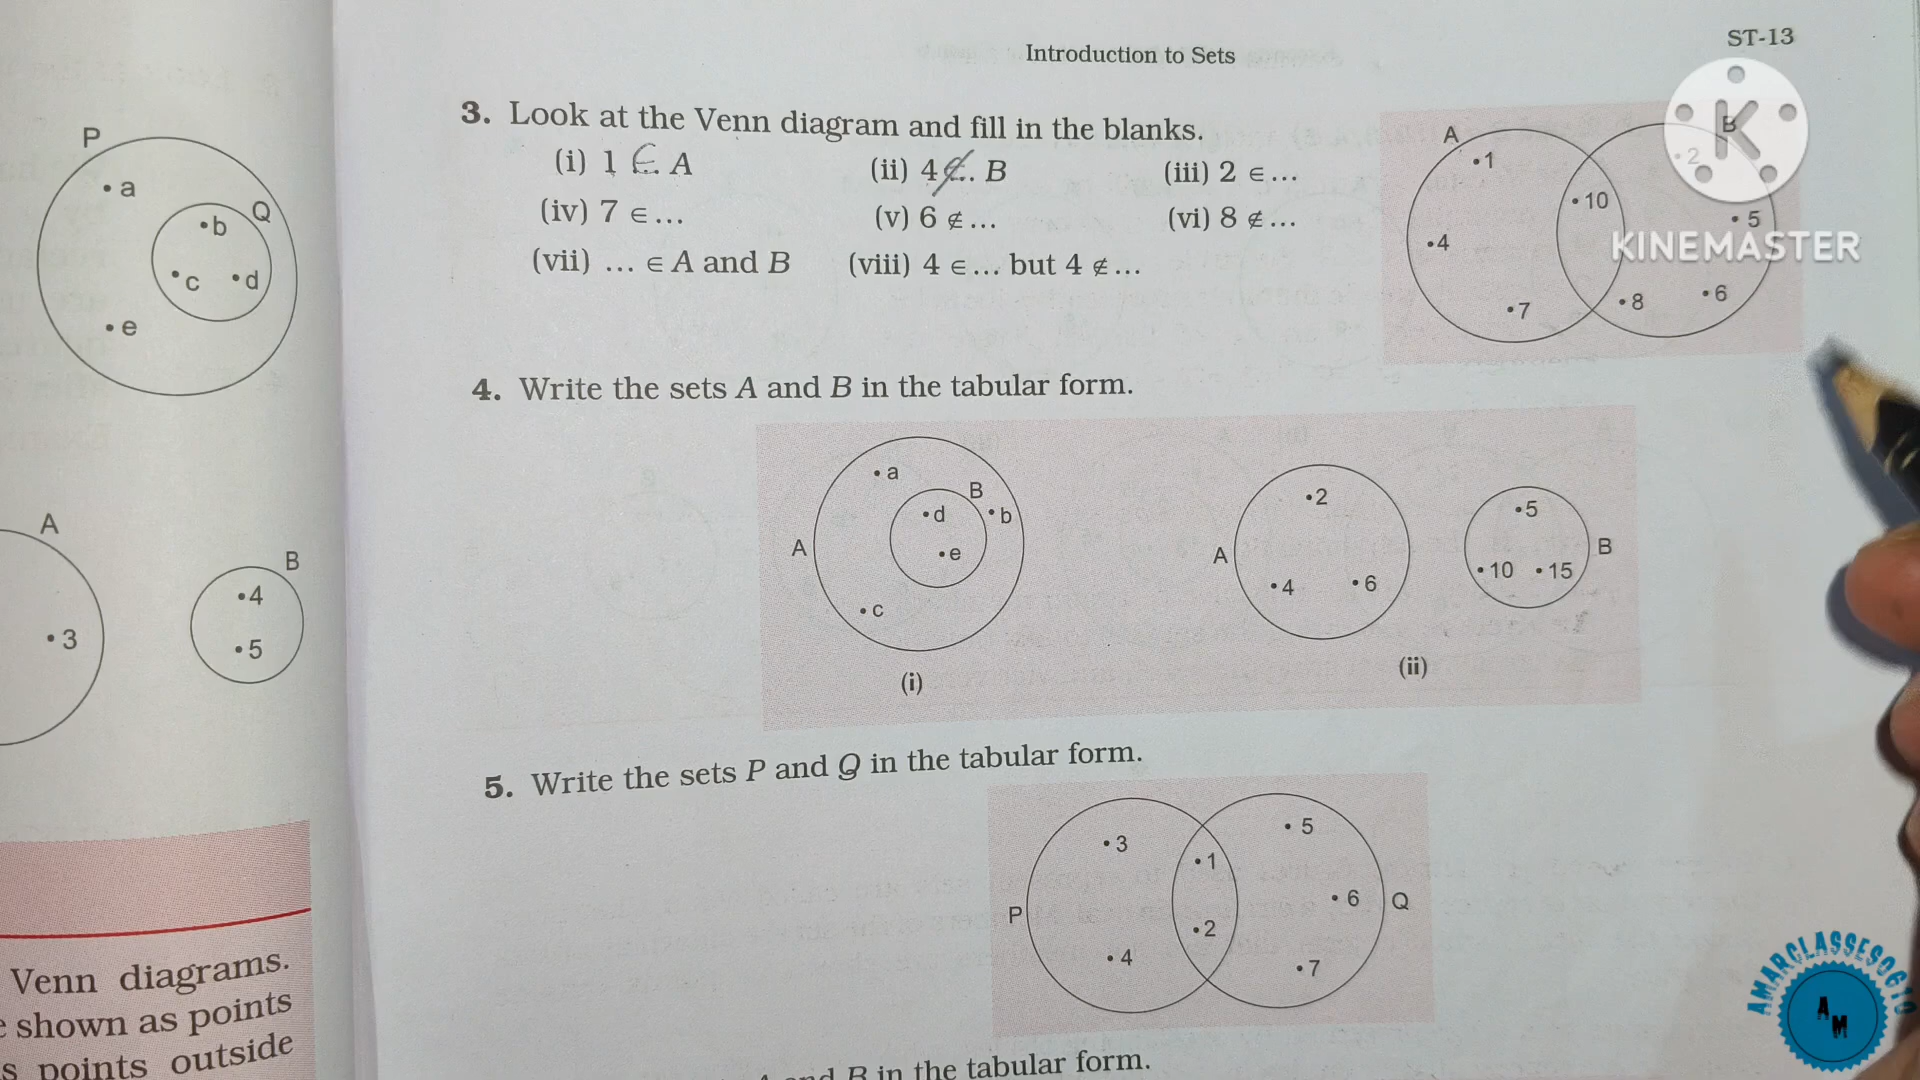 P
• a
Q
• b
• c
• d
• e
A
• 3
B
• 4
• 5
Venn diagrams.
shown as points
points outside
Introduction to Sets
ST-13
3. Look at the Venn diagram and fill in the blanks.
(i) 1 ∈ A
(ii) 4 ∉ B
(iii) 2 ∈ ...
(iv) 7 ∈ ...
(v) 6 ∉ ...
(vi) 8 ∉ ...
(vii) ... ∈ A and B
(viii) 4 ∈ ... but 4 ∉ ...
A
B
• 1
• 2
• 10
• 5
• 4
• 7
• 8
• 6
K
KINEMASTER
4. Write the sets A and B in the tabular form.
A
• a
B
• d
• b
• e
• c
(i)
A
• 2
• 4
• 6
B
• 5
• 10
• 15
(ii)
5. Write the sets P and Q in the tabular form.
P
• 3
• 1
• 5
• 6
Q
• 2
• 4
• 7
B in the tabular form.
AMARCLASSES0610
AM